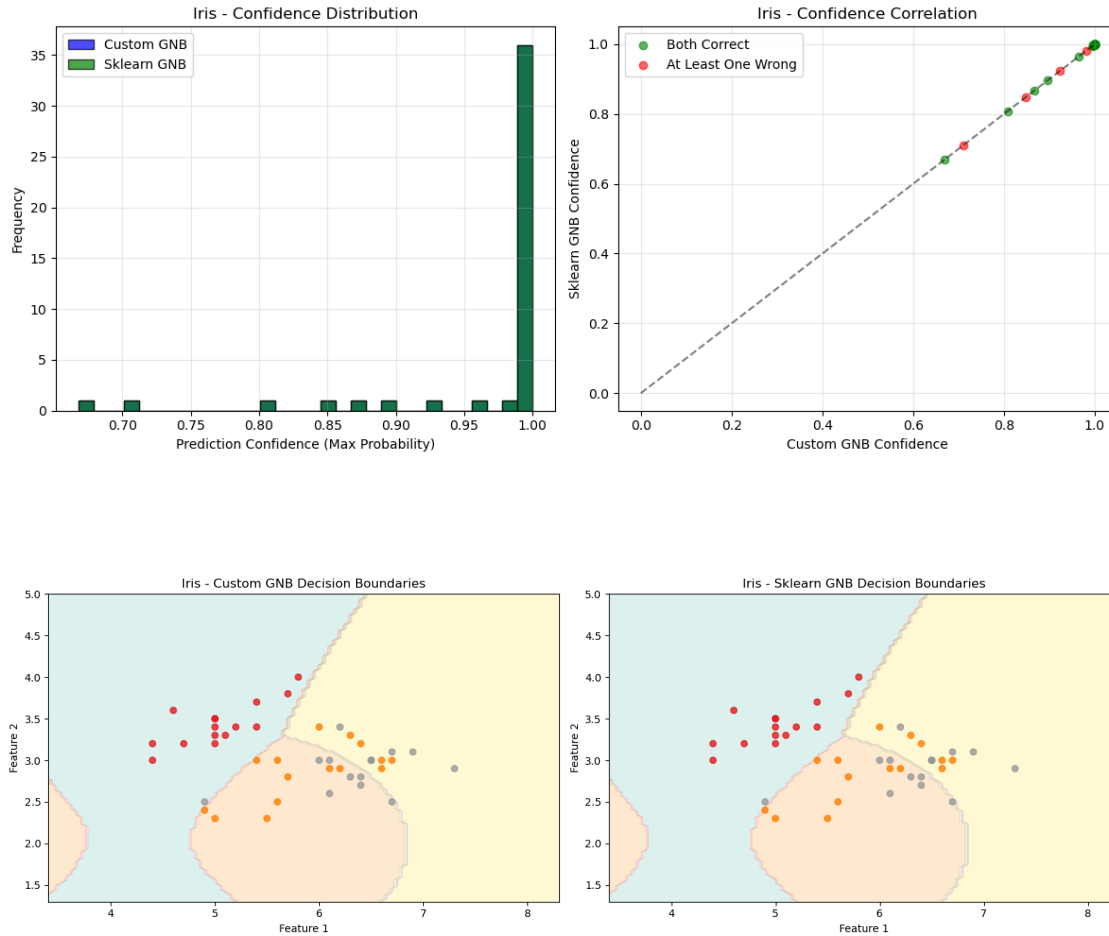 Iris - Confidence Distribution
Custom GNB
Sklearn GNB
35
30
25
20
15
10
5
0
Frequency
0.70 0.75 0.80 0.85 0.90 0.95 1.00
Prediction Confidence (Max Probability)
Iris - Confidence Correlation
Both Correct
At Least One Wrong
1.0
0.8
0.6
0.4
0.2
0.0
Sklearn GNB Confidence
0.0 0.2 0.4 0.6 0.8 1.0
Custom GNB Confidence
Iris - Custom GNB Decision Boundaries
5.0
4.5
4.0
3.5
3.0
2.5
2.0
1.5
Feature 2
4 5 6 7 8
Feature 1
Iris - Sklearn GNB Decision Boundaries
5.0
4.5
4.0
3.5
3.0
2.5
2.0
1.5
Feature 2
4 5 6 7 8
Feature 1